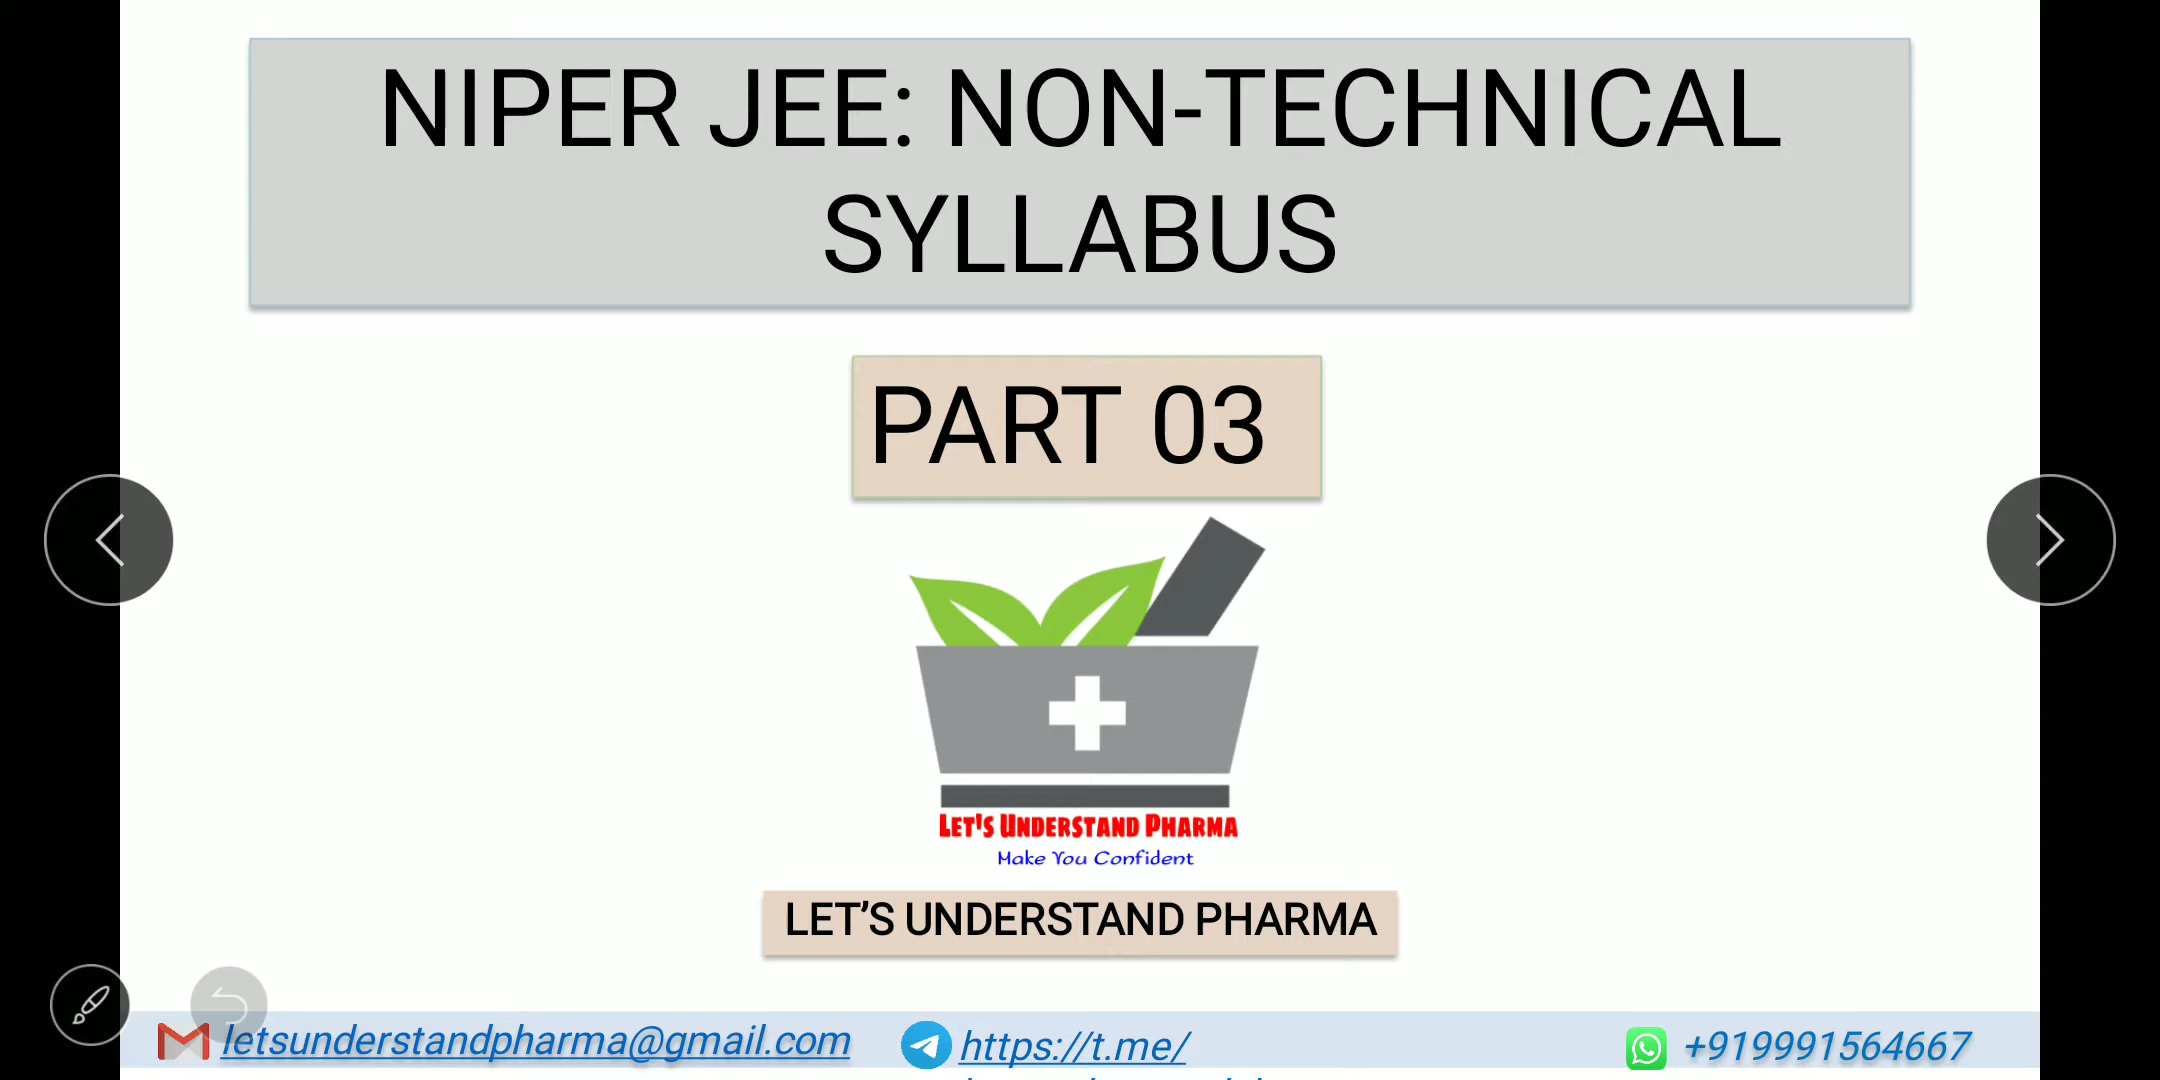 NIPER JEE: NON-TECHNICAL
SYLLABUS
PART 03
LET'S UNDERSTAND PHARMA
Make You Confident
LET’S UNDERSTAND PHARMA
letsunderstandpharma@gmail.com
https://t.me/
+919991564667